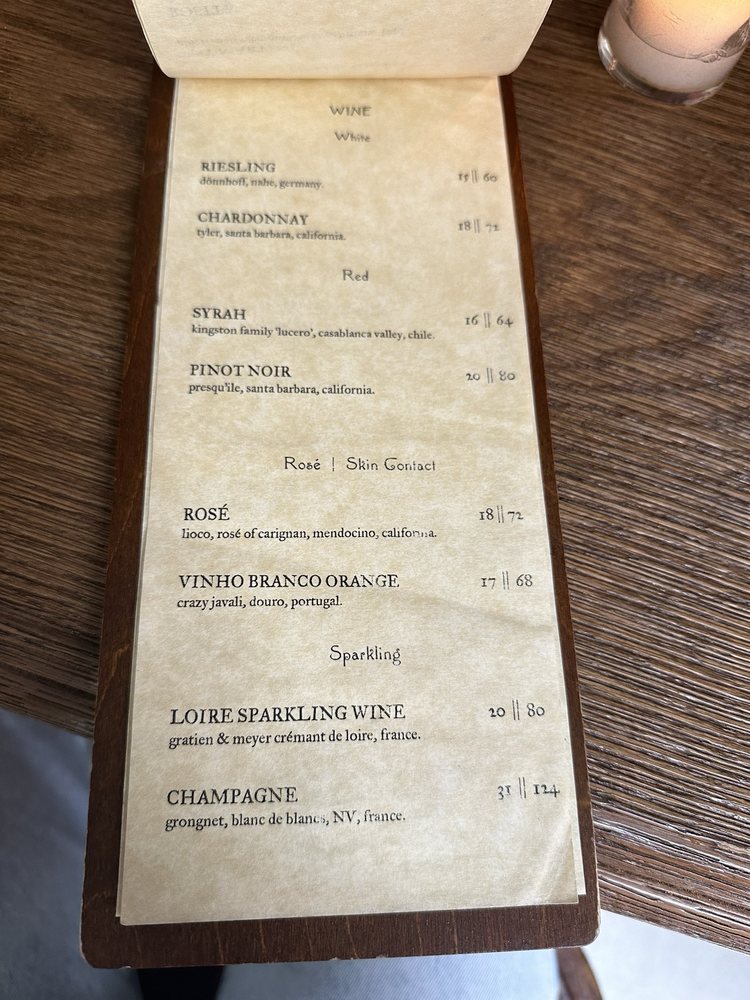 WINE
White
RIESLING 15 || 60
dönnhoff, nahe, germany.
CHARDONNAY 18 || 72
tyler, santa barbara, california.
Red
SYRAH 16 || 64
kingston family 'lucero', casablanca valley, chile.
PINOT NOIR 20 || 80
presqu'ile, santa barbara, california.
Rosé | Skin Contact
ROSÉ 18 || 72
lioco, rosé of carignan, mendocino, california.
VINHO BRANCO ORANGE 17 || 68
crazy javali, douro, portugal.
Sparkling
LOIRE SPARKLING WINE 20 || 80
gratien & meyer crémant de loire, france.
CHAMPAGNE 31 || 124
grongnet, blanc de blancs, NV, france.